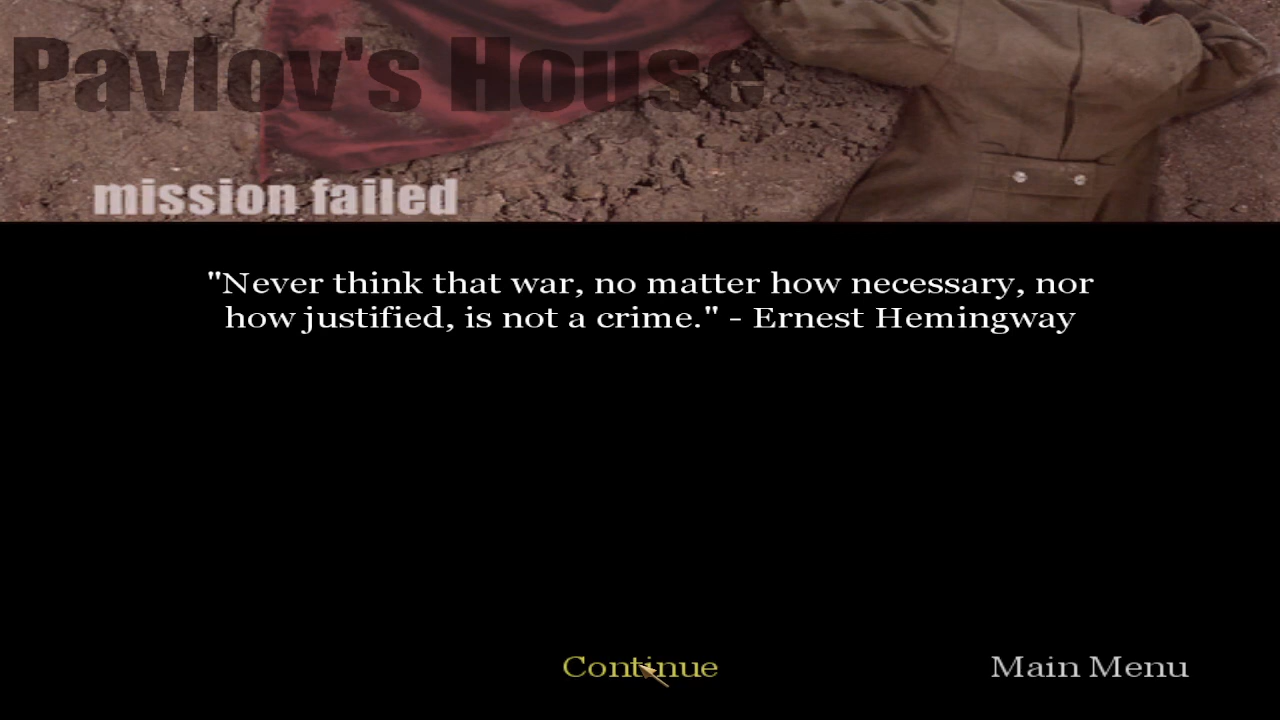 Pavlov's House
mission failed
"Never think that war, no matter how necessary, nor
how justified, is not a crime." - Ernest Hemingway
Continue
Main Menu